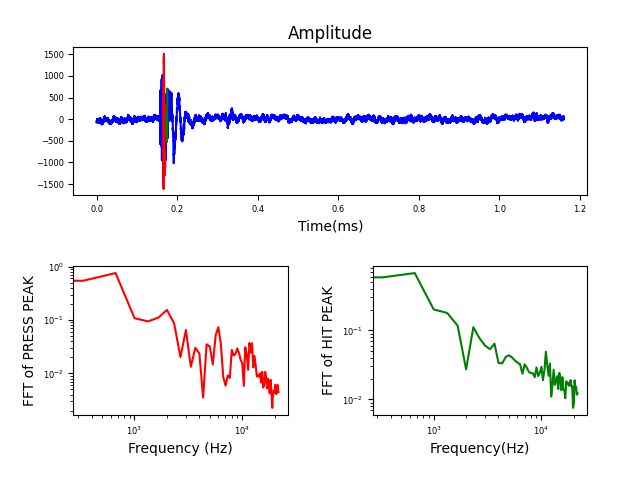 Amplitude
1500
1000
500
0
−500
−1000
−1500
0.0 0.2 0.4 0.6 0.8 1.0 1.2
Time(ms)
FFT of PRESS PEAK
10⁰
10⁻¹
10⁻²
10³ 10⁴
Frequency (Hz)
FFT of HIT PEAK
10⁻¹
10⁻²
10³ 10⁴
Frequency(Hz)